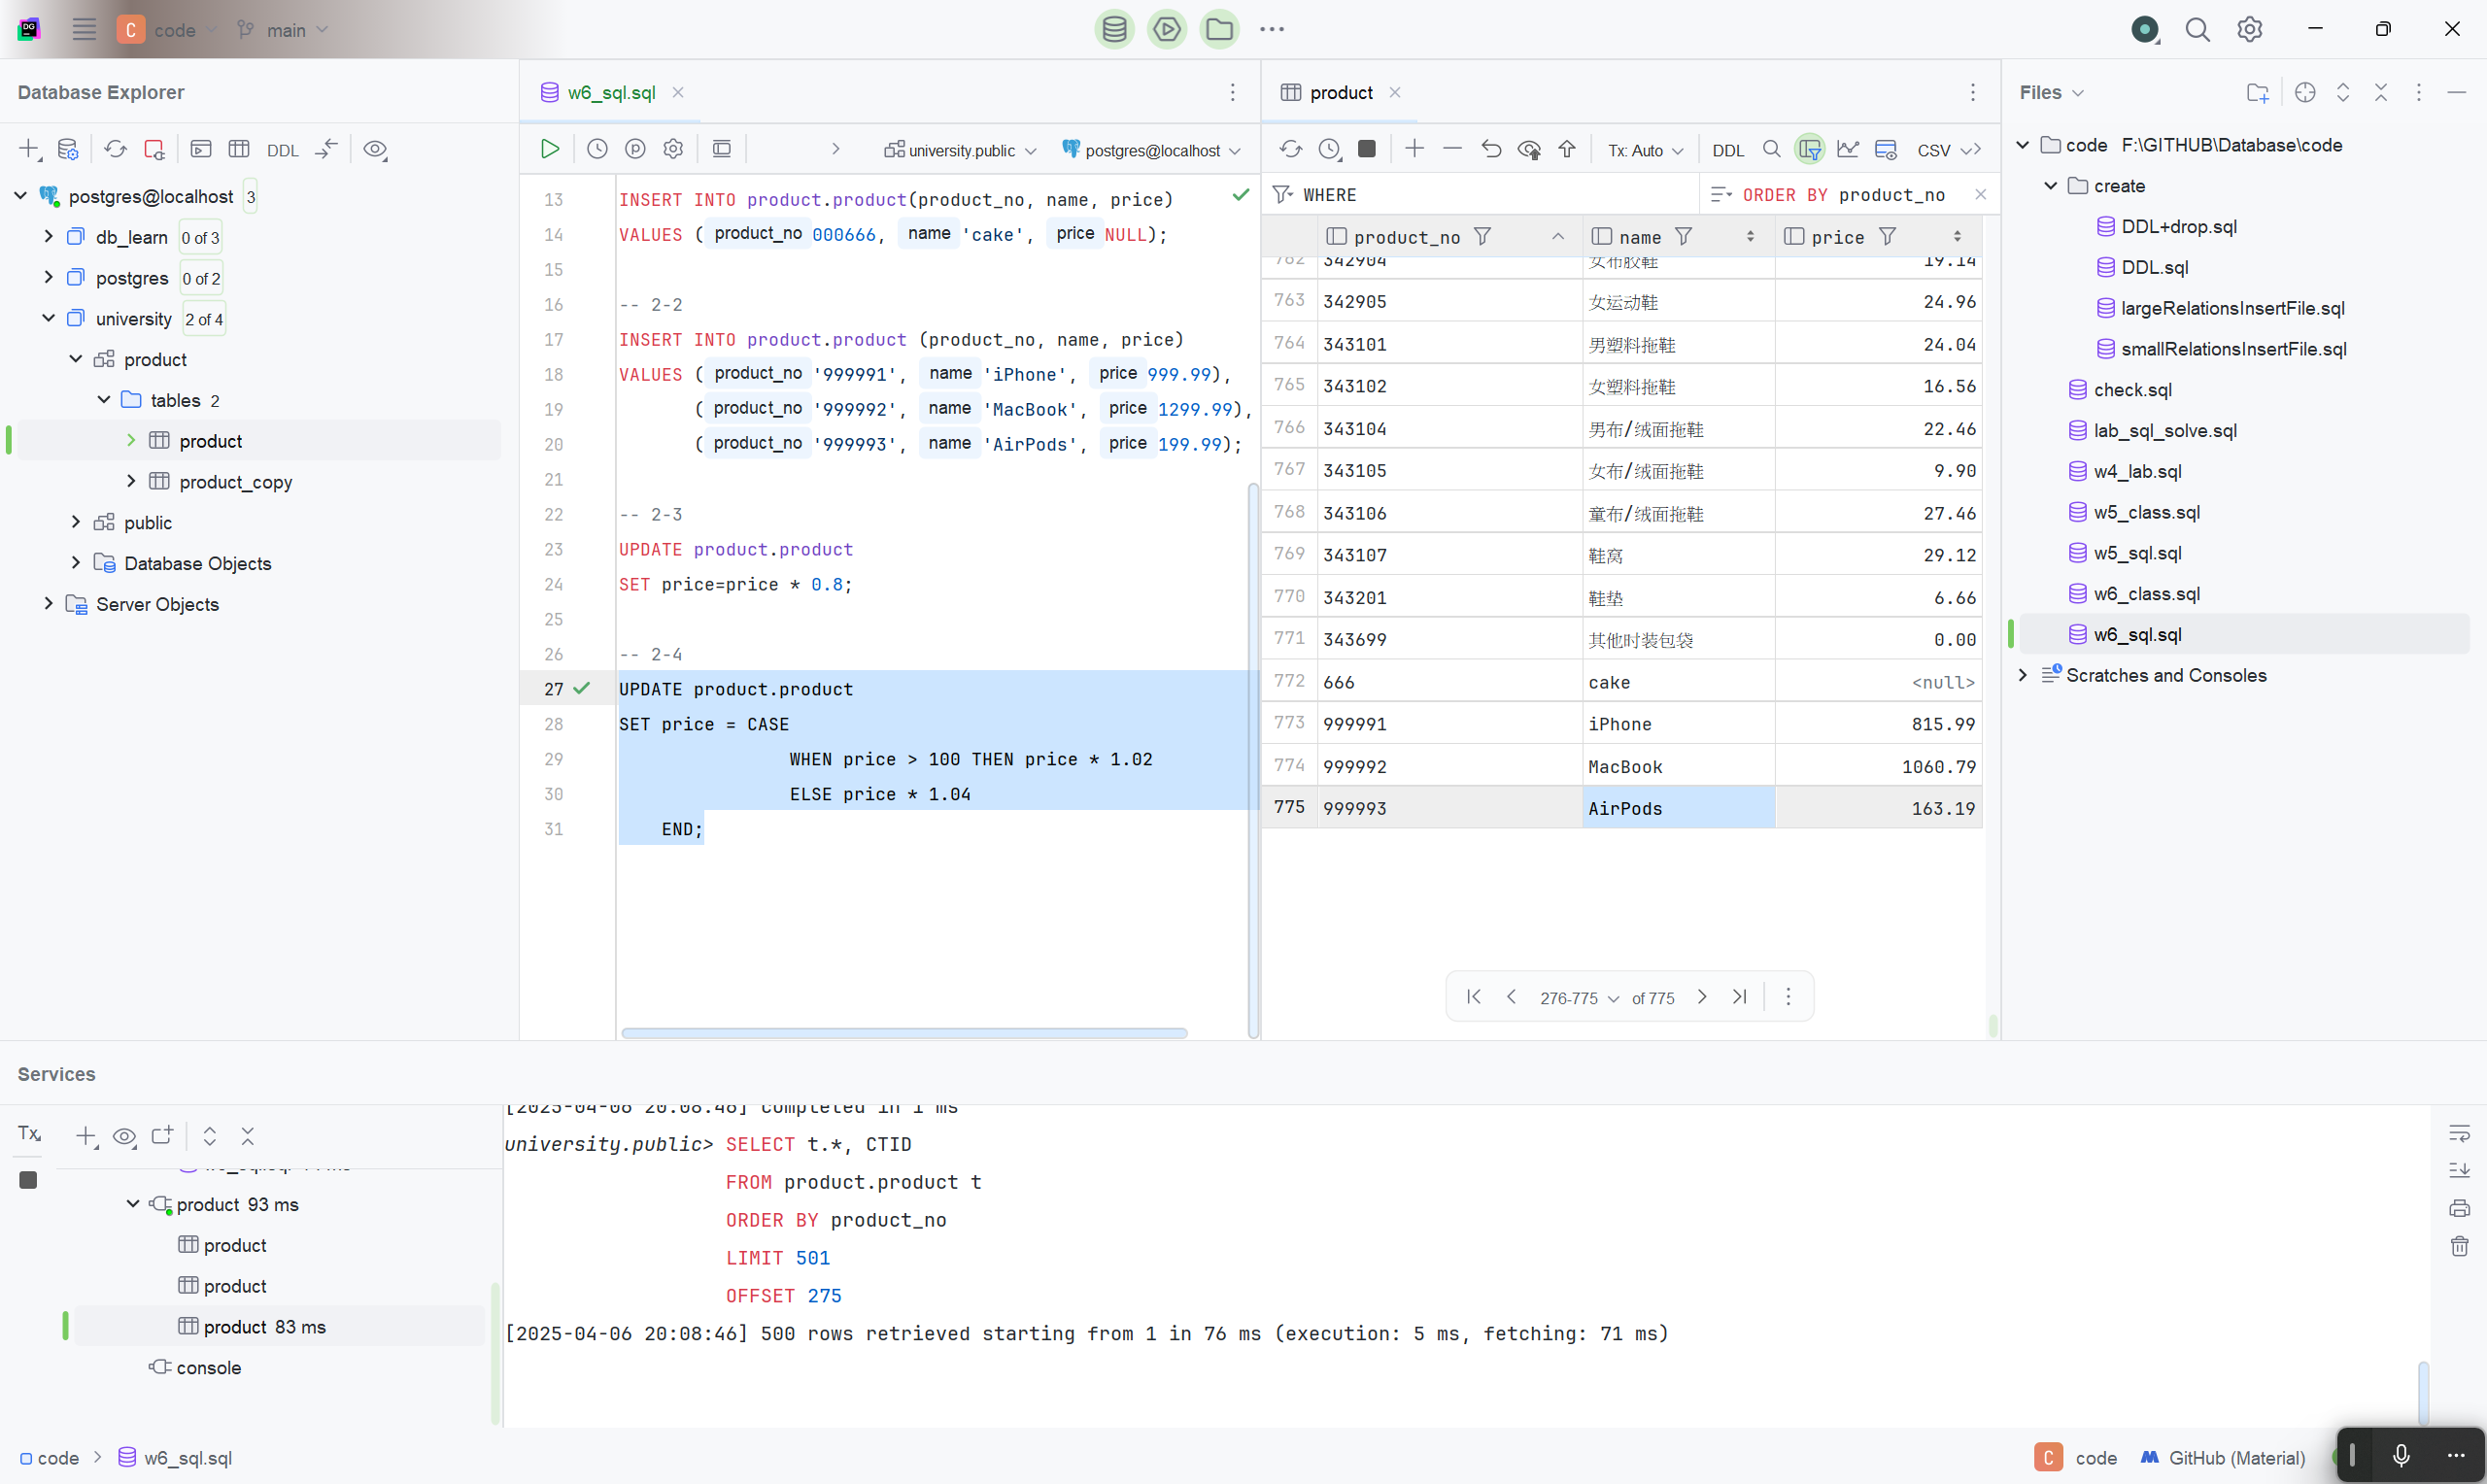 DG
C code main
Database Explorer
DDL
postgres@localhost 3
db_learn 0 of 3
postgres 0 of 2
university 2 of 4
product
tables 2
product
product_copy
public
Database Objects
Server Objects
w6_sql.sql
university.public postgres@localhost
13 INSERT INTO product.product(product_no, name, price)
14 VALUES ( product_no 000666, name 'cake', price NULL);
15
16 -- 2-2
17 INSERT INTO product.product (product_no, name, price)
18 VALUES ( product_no '999991', name 'iPhone', price 999.99),
19 ( product_no '999992', name 'MacBook', price 1299.99),
20 ( product_no '999993', name 'AirPods', price 199.99);
21
22 -- 2-3
23 UPDATE product.product
24 SET price=price * 0.8;
25
26 -- 2-4
27 UPDATE product.product
28 SET price = CASE
29 WHEN price > 100 THEN price * 1.02
30 ELSE price * 1.04
31 END;
product
Tx: Auto DDL CSV
WHERE ORDER BY product_no
product_no name price
762 342904 女布胶鞋 19.14
763 342905 女运动鞋 24.96
764 343101 男塑料拖鞋 24.04
765 343102 女塑料拖鞋 16.56
766 343104 男布/绒面拖鞋 22.46
767 343105 女布/绒面拖鞋 9.90
768 343106 童布/绒面拖鞋 27.46
769 343107 鞋窝 29.12
770 343201 鞋垫 6.66
771 343699 其他时装包袋 0.00
772 666 cake <null>
773 999991 iPhone 815.99
774 999992 MacBook 1060.79
775 999993 AirPods 163.19
276-775 of 775
Files
code F:\GITHUB\Database\code
create
DDL+drop.sql
DDL.sql
largeRelationsInsertFile.sql
smallRelationsInsertFile.sql
check.sql
lab_sql_solve.sql
w4_lab.sql
w5_class.sql
w5_sql.sql
w6_class.sql
w6_sql.sql
Scratches and Consoles
Services
Tx
product 93 ms
product
product
product 83 ms
console
[2025-04-06 20:08:46] completed in 1 ms
university.public> SELECT t.*, CTID
FROM product.product t
ORDER BY product_no
LIMIT 501
OFFSET 275
[2025-04-06 20:08:46] 500 rows retrieved starting from 1 in 76 ms (execution: 5 ms, fetching: 71 ms)
code > w6_sql.sql
C code GitHub (Material)